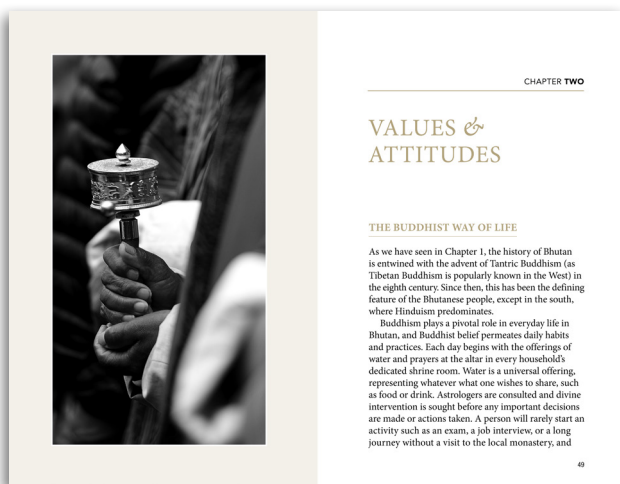 CHAPTER TWO
VALUES &
ATTITUDES
THE BUDDHIST WAY OF LIFE
As we have seen in Chapter 1, the history of Bhutan
is entwined with the advent of Tantric Buddhism (as
Tibetan Buddhism is popularly known in the West) in
the eighth century. Since then, this has been the defining
feature of the Bhutanese people, except in the south,
where Hinduism predominates.
Buddhism plays a pivotal role in everyday life in
Bhutan, and Buddhist belief permeates daily habits
and practices. Each day begins with the offerings of
water and prayers at the altar in every household's
dedicated shrine room. Water is a universal offering,
representing whatever what one wishes to share, such
as food or drink. Astrologers are consulted and divine
intervention is sought before any important decisions
are made or actions taken. A person will rarely start an
activity such as an exam, a job interview, or a long
journey without a visit to the local monastery, and
49